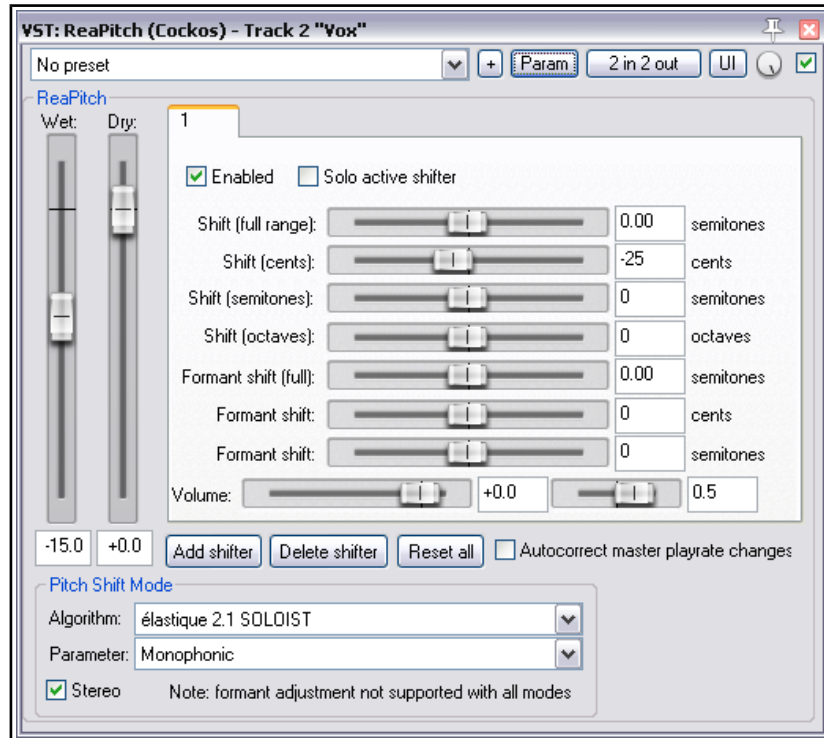 VST: ReaPitch (Cockos) - Track 2 "Vox"
No preset + Param 2 in 2 out UI
ReaPitch
Wet: Dry: 1
Enabled Solo active shifter
Shift (full range): 0.00 semitones
Shift (cents): -25 cents
Shift (semitones): 0 semitones
Shift (octaves): 0 octaves
Formant shift (full): 0.00 semitones
Formant shift: 0 cents
Formant shift: 0 semitones
Volume: +0.0 0.5
-15.0 +0.0 Add shifter Delete shifter Reset all Autocorrect master playrate changes
Pitch Shift Mode
Algorithm: élastique 2.1 SOLOIST
Parameter: Monophonic
Stereo Note: formant adjustment not supported with all modes